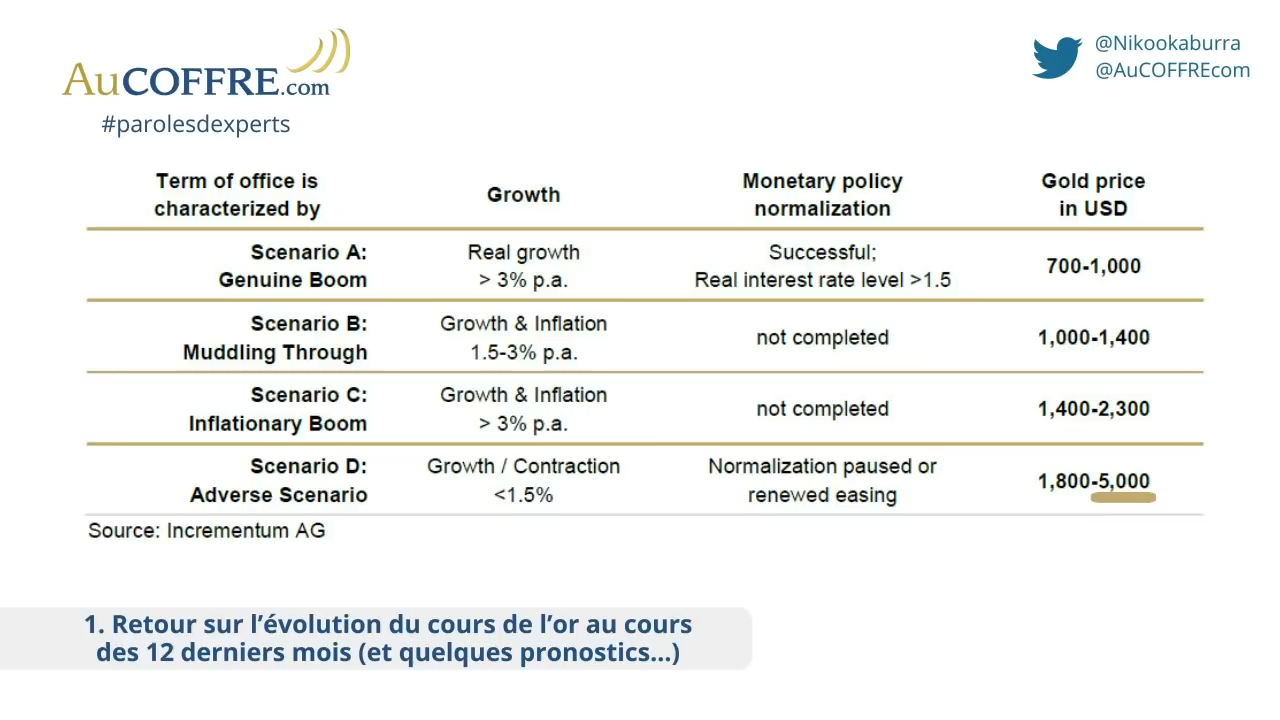 AuCOFFRE.com
#parolesdexperts
@Nikookaburra
@AuCOFFREcom
Term of office is
characterized by
Growth
Monetary policy
normalization
Gold price
in USD
Scenario A:
Genuine Boom
Real growth
> 3% p.a.
Successful;
Real interest rate level >1.5
700-1,000
Scenario B:
Muddling Through
Growth & Inflation
1.5-3% p.a.
not completed
1,000-1,400
Scenario C:
Inflationary Boom
Growth & Inflation
> 3% p.a.
not completed
1,400-2,300
Scenario D:
Adverse Scenario
Growth / Contraction
<1.5%
Normalization paused or
renewed easing
1,800-5,000
Source: Incrementum AG
1. Retour sur l’évolution du cours de l’or au cours
des 12 derniers mois (et quelques pronostics...)